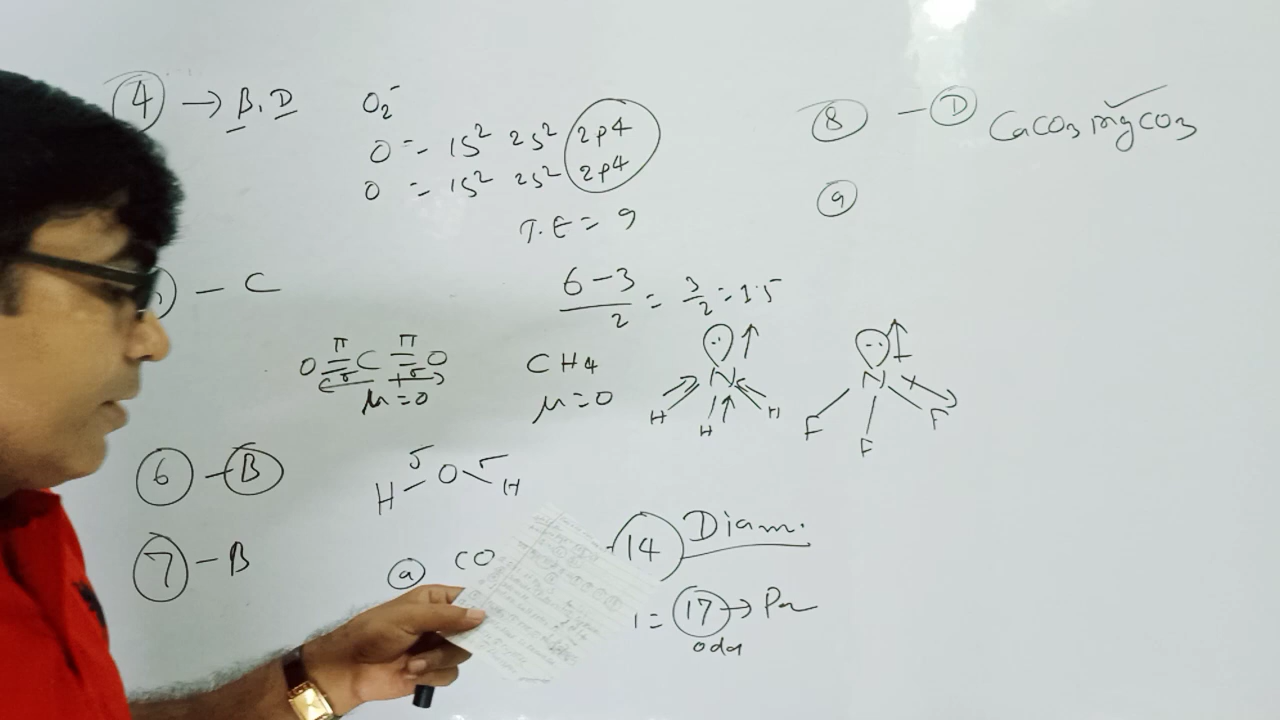 4 → B, D
O₂⁻
O = 1s² 2s² 2p4
O = 1s² 2s² 2p4
T.E = 9
6-3/2 = 3/2 = 1.5
- C
π π
O = C = O
σ σ
μ=0
CH4
μ=0
N
H H H
N
F F F
6 - B
H - O - H
7 - B
a CO
14 Diam.
1 = 17 → Pa
odd
8 - D CaCO3 MgCO3
9